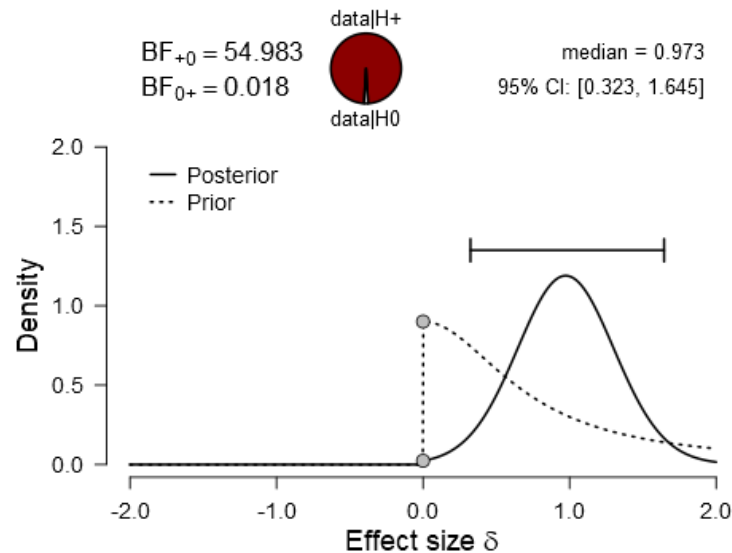 data|H+
BF+0 = 54.983
BF0+ = 0.018
median = 0.973
95% CI: [0.323, 1.645]
data|H0
2.0
1.5
1.0
0.5
0.0
Density
Posterior
Prior
-2.0 -1.0 0.0 1.0 2.0
Effect size δ